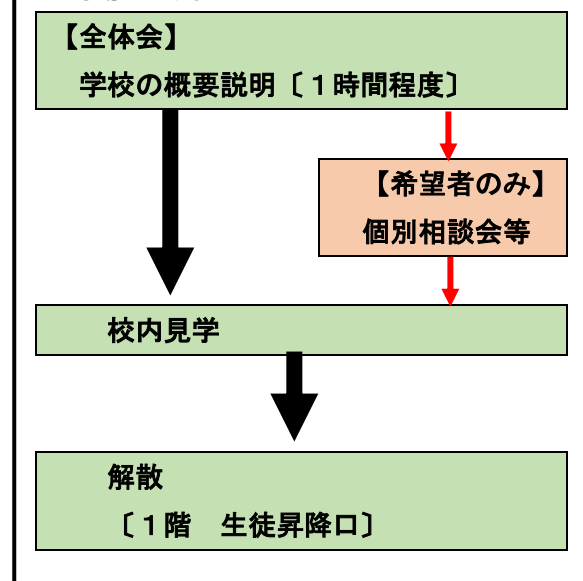 【全体会】
学校の概要説明〔１時間程度〕
【希望者のみ】
個別相談会等
校内見学
解散
〔１階　生徒昇降口〕